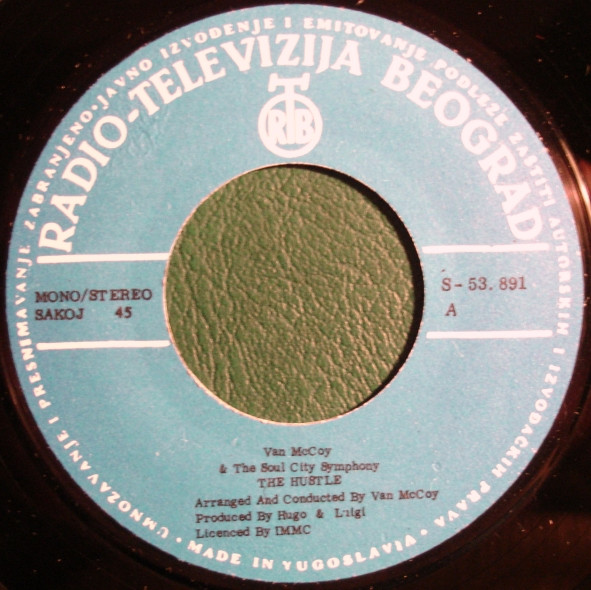 UMNOŽAVANJE I PRESNIMAVANJE ZABRANJENO · JAVNO IZVOĐENJE I EMITOVANJE PODLEŽE ZAŠTITI AUTORSKIH I IZVOĐAČKIH PRAVA ·
RADIO-TELEVIZIJA BEOGRAD
RTB
MONO/STEREO
SAKOJ 45
S-53.891
A
Van McCoy
& The Soul City Symphony
THE HUSTLE
Arranged And Conducted By Van McCoy
Produced By Hugo & Luigi
Licenced By IMMC
· MADE IN YUGOSLAVIA ·